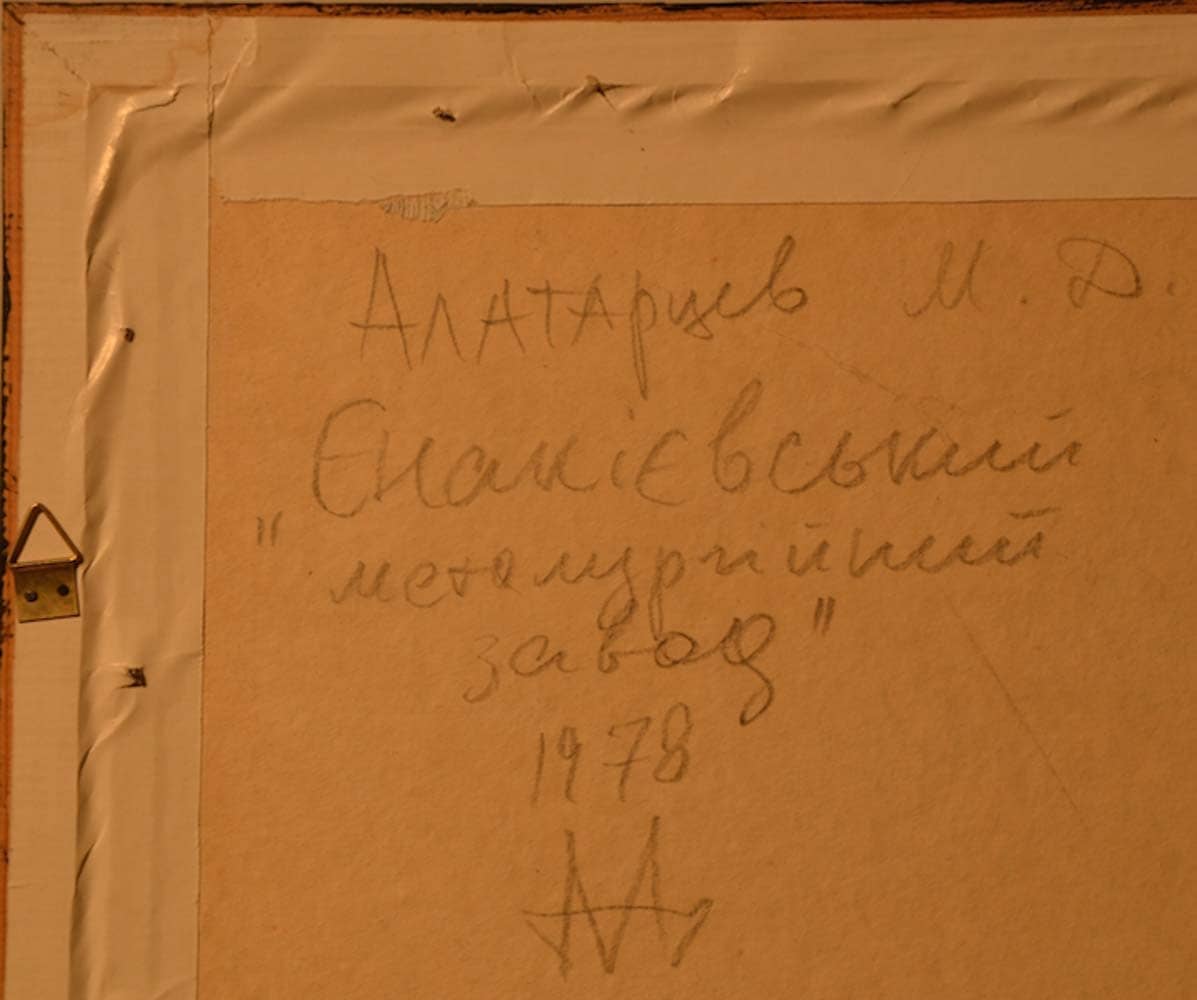 Алатарцев М. Д.
Єнакієвський
"металургійний
завод"
1978